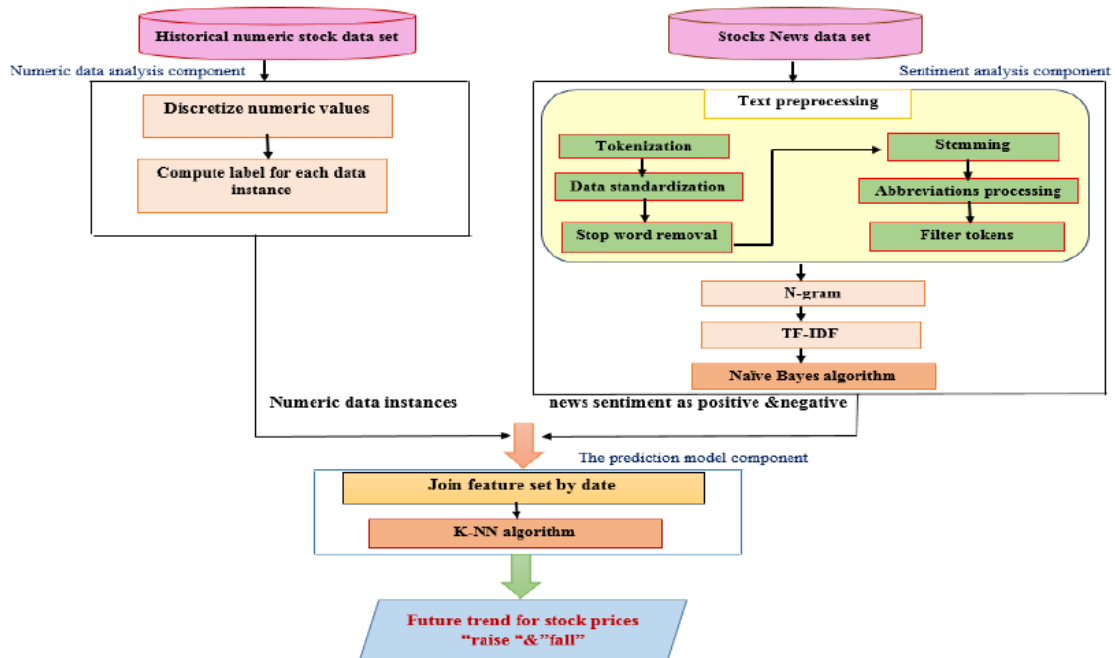 Historical numeric stock data set
Stocks News data set
Numeric data analysis component
Sentiment analysis component
Discretize numeric values
Compute label for each data
instance
Text preprocessing
Tokenization
Data standardization
Stop word removal
Stemming
Abbreviations processing
Filter tokens
N-gram
TF-IDF
Naïve Bayes algorithm
Numeric data instances
news sentiment as positive &negative
The prediction model component
Join feature set by date
K-NN algorithm
Future trend for stock prices
“raise “&”fall”